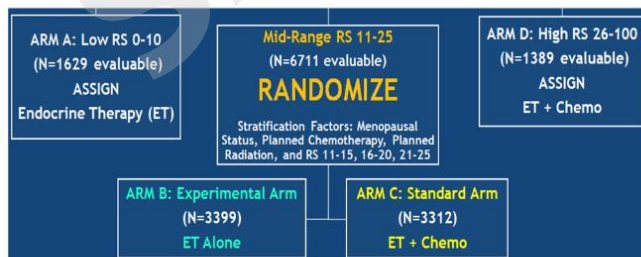 ARM A: Low RS 0-10
(N=1629 evaluable)
ASSIGN
Endocrine Therapy (ET)
Mid-Range RS 11-25
(N=6711 evaluable)
RANDOMIZE
Stratification Factors: Menopausal
Status, Planned Chemotherapy, Planned
Radiation, and RS 11-15, 16-20, 21-25
ARM D: High RS 26-100
(N=1389 evaluable)
ASSIGN
ET + Chemo
ARM B: Experimental Arm
(N=3399)
ET Alone
ARM C: Standard Arm
(N=3312)
ET + Chemo